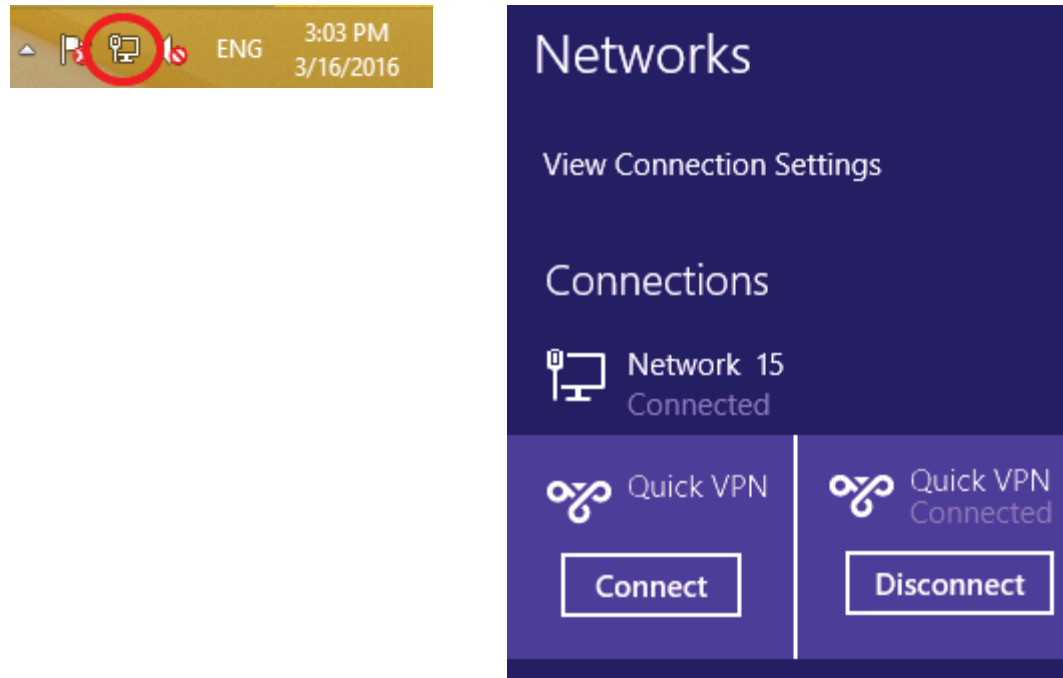 ENG
3:03 PM
3/16/2016
Networks
View Connection Settings
Connections
Network 15
Connected
Quick VPN
Connect
Quick VPN
Connected
Disconnect